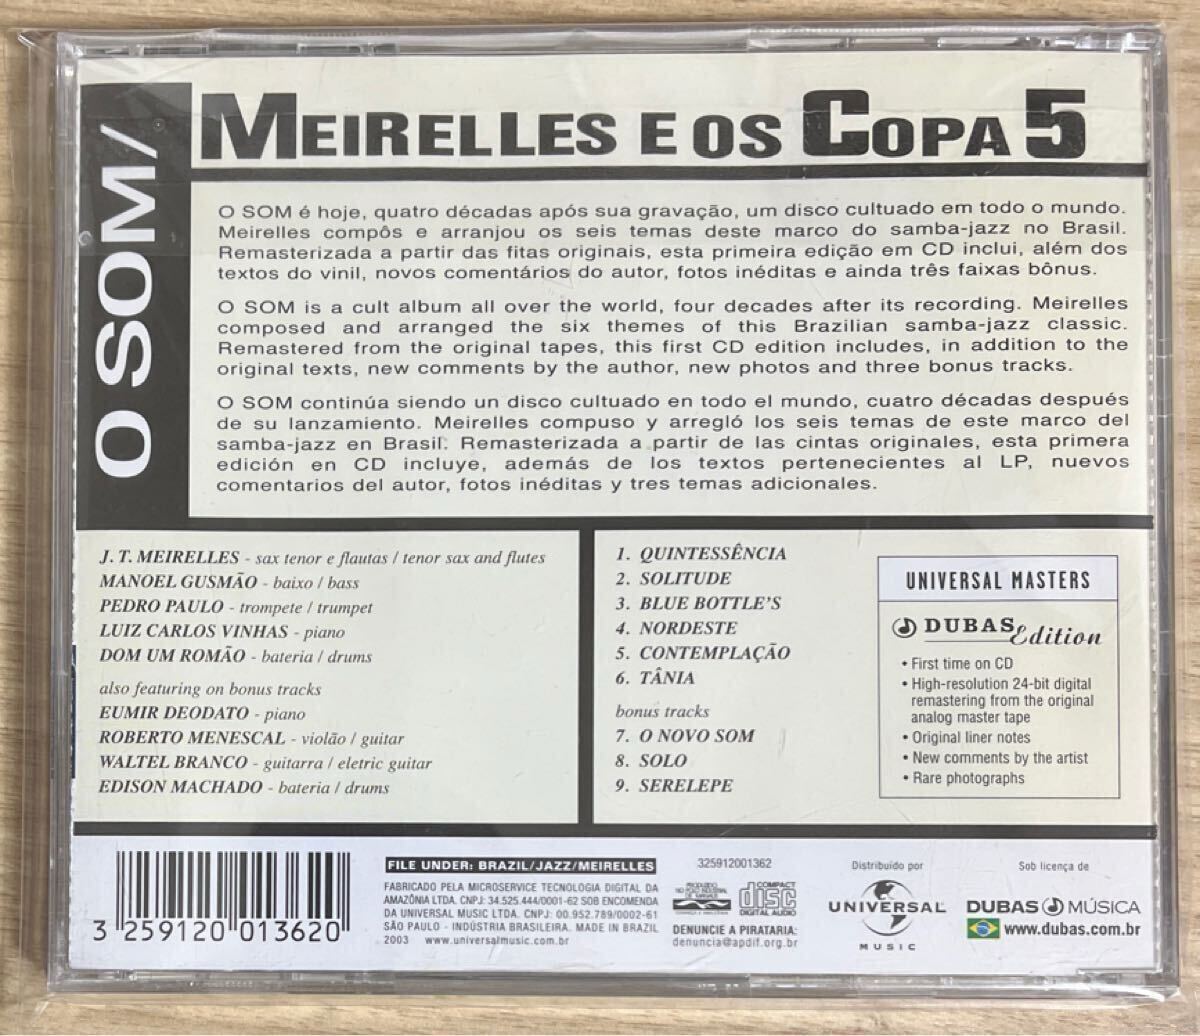 O SOM/
MEIRELLES E OS COPA 5
O SOM é hoje, quatro décadas após sua gravação, um disco cultuado em todo o mundo.
Meirelles compôs e arranjou os seis temas deste marco do samba-jazz no Brasil.
Remasterizada a partir das fitas originais, esta primeira edição em CD inclui, além dos
textos do vinil, novos comentários do autor, fotos inéditas e ainda três faixas bônus.
O SOM is a cult album all over the world, four decades after its recording. Meirelles
composed and arranged the six themes of this Brazilian samba-jazz classic.
Remastered from the original tapes, this first CD edition includes, in addition to the
original texts, new comments by the author, new photos and three bonus tracks.
O SOM continúa siendo un disco cultuado en todo el mundo, cuatro décadas después
de su lanzamiento. Meirelles compuso y arregló los seis temas de este marco del
samba-jazz en Brasil. Remasterizada a partir de las cintas originales, esta primera
edición en CD incluye, además de los textos pertenecientes al LP, nuevos
comentarios del autor, fotos inéditas y tres temas adicionales.
J. T. MEIRELLES - sax tenor e flautas / tenor sax and flutes
MANOEL GUSMÃO - baixo / bass
PEDRO PAULO - trompete / trumpet
LUIZ CARLOS VINHAS - piano
DOM UM ROMÃO - bateria / drums
also featuring on bonus tracks
EUMIR DEODATO - piano
ROBERTO MENESCAL - violão / guitar
WALTEL BRANCO - guitarra / eletric guitar
EDISON MACHADO - bateria / drums
1. QUINTESSÊNCIA
2. SOLITUDE
3. BLUE BOTTLE'S
4. NORDESTE
5. CONTEMPLAÇÃO
6. TÂNIA
bonus tracks
7. O NOVO SOM
8. SOLO
9. SERELEPE
UNIVERSAL MASTERS
DUBAS Edition
• First time on CD
• High-resolution 24-bit digital
remastering from the original
analog master tape
• Original liner notes
• New comments by the artist
• Rare photographs
3 259120 013620
FILE UNDER: BRAZIL/JAZZ/MEIRELLES
FABRICADO PELA MICROSERVICE TECNOLOGIA DIGITAL DA
AMAZÔNIA LTDA. CNPJ: 34.525.444/0001-62 SOB ENCOMENDA
DA UNIVERSAL MUSIC LTDA. CNPJ: 00.952.789/0002-61
SÃO PAULO - INDÚSTRIA BRASILEIRA. MADE IN BRAZIL
2003 www.universalmusic.com.br
325912001362
COMPACT
disc
DIGITAL AUDIO
DENUNCIE A PIRATARIA:
denuncia@apdif.org.br
Distribuído por
UNIVERSAL
MUSIC
Sob licença de
DUBAS MÚSICA
www.dubas.com.br